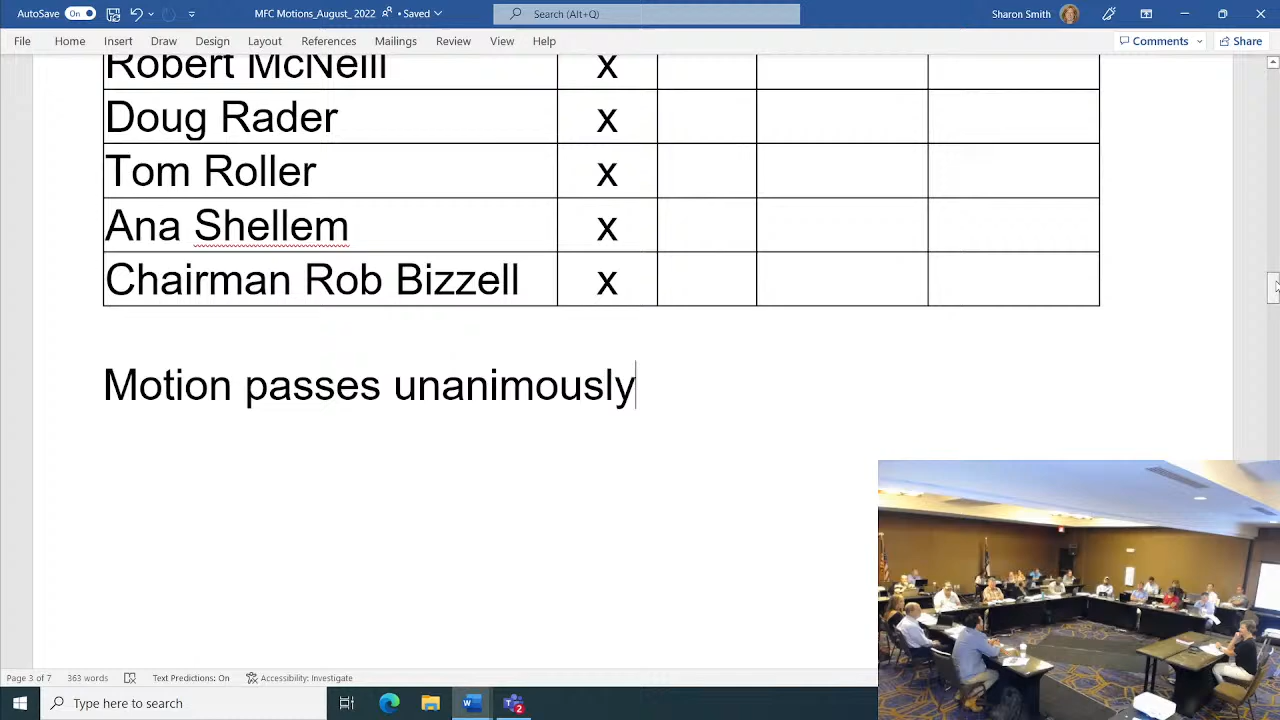 AutoSave On
MFC Motions_August_2022
• Saved
Search (Alt+Q)
Sharon Smith
File Home Insert Draw Design Layout References Mailings Review View Help
Comments
Share
Robert McNeill x
Doug Rader x
Tom Roller x
Ana Shellem x
Chairman Rob Bizzell x
Motion passes unanimously
Page 3 of 7 363 words Text Predictions: On Accessibility: Investigate
Type here to search
2